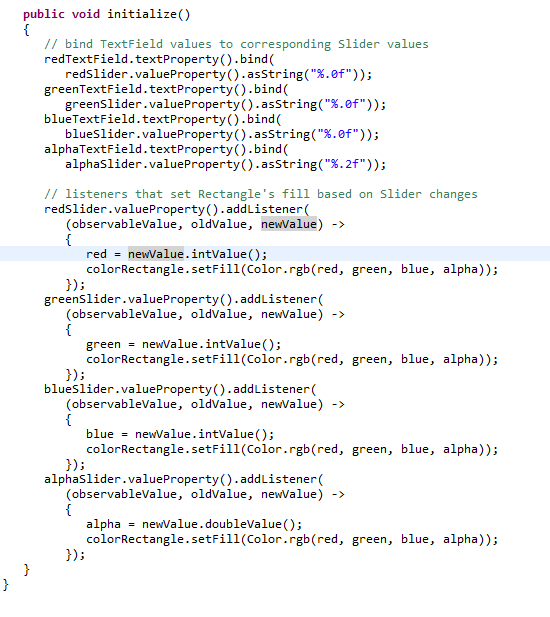 public void initialize()
{
// bind TextField values to corresponding Slider values
redTextField.textProperty().bind(
redSlider.valueProperty().asString("%.0f"));
greenTextField.textProperty().bind(
greenSlider.valueProperty().asString("%.0f"));
blueTextField.textProperty().bind(
blueSlider.valueProperty().asString("%.0f"));
alphaTextField.textProperty().bind(
alphaSlider.valueProperty().asString("%.2f"));
// listeners that set Rectangle's fill based on Slider changes
redSlider.valueProperty().addListener(
(observableValue, oldValue, newValue) ->
{
red = newValue.intValue();
colorRectangle.setFill(Color.rgb(red, green, blue, alpha));
});
greenSlider.valueProperty().addListener(
(observableValue, oldValue, newValue) ->
{
green = newValue.intValue();
colorRectangle.setFill(Color.rgb(red, green, blue, alpha));
});
blueSlider.valueProperty().addListener(
(observableValue, oldValue, newValue) ->
{
blue = newValue.intValue();
colorRectangle.setFill(Color.rgb(red, green, blue, alpha));
});
alphaSlider.valueProperty().addListener(
(observableValue, oldValue, newValue) ->
{
alpha = newValue.doubleValue();
colorRectangle.setFill(Color.rgb(red, green, blue, alpha));
});
}
}